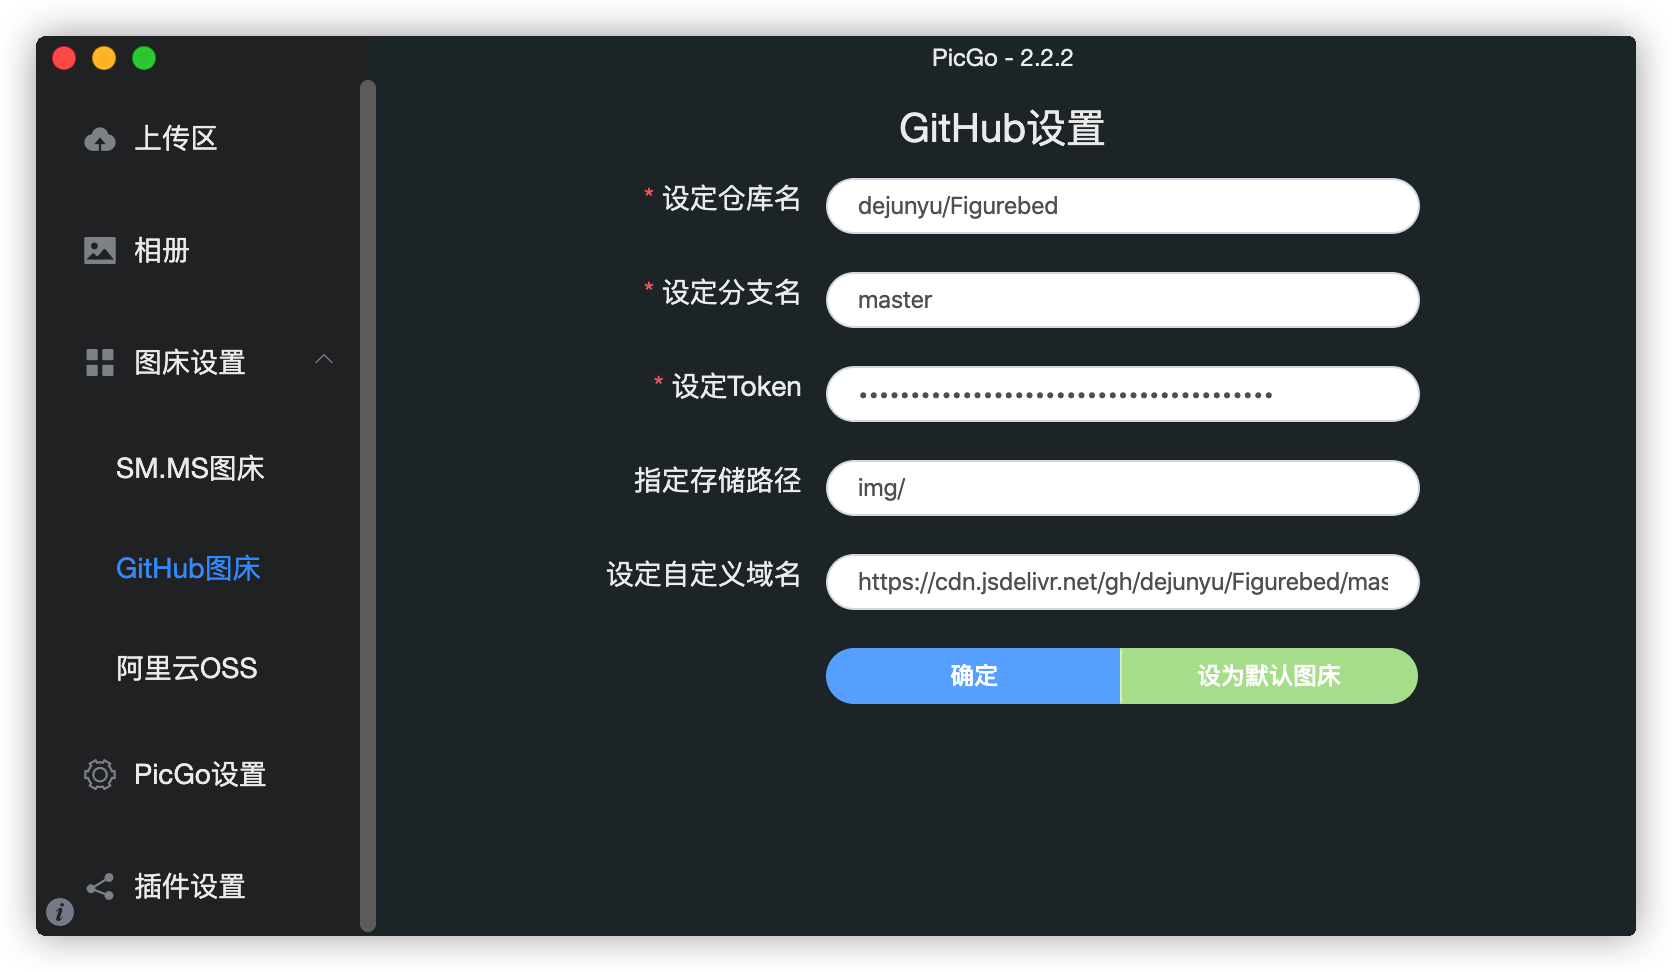 PicGo - 2.2.2
上传区
相册
图床设置
SM.MS图床
GitHub图床
阿里云OSS
PicGo设置
插件设置
GitHub设置
* 设定仓库名
dejunyu/Figurebed
* 设定分支名
master
* 设定Token
••••••••••••••••••••••••••••••••••••••••
指定存储路径
img/
设定自定义域名
https://cdn.jsdelivr.net/gh/dejunyu/Figurebed/mas
确定
设为默认图床